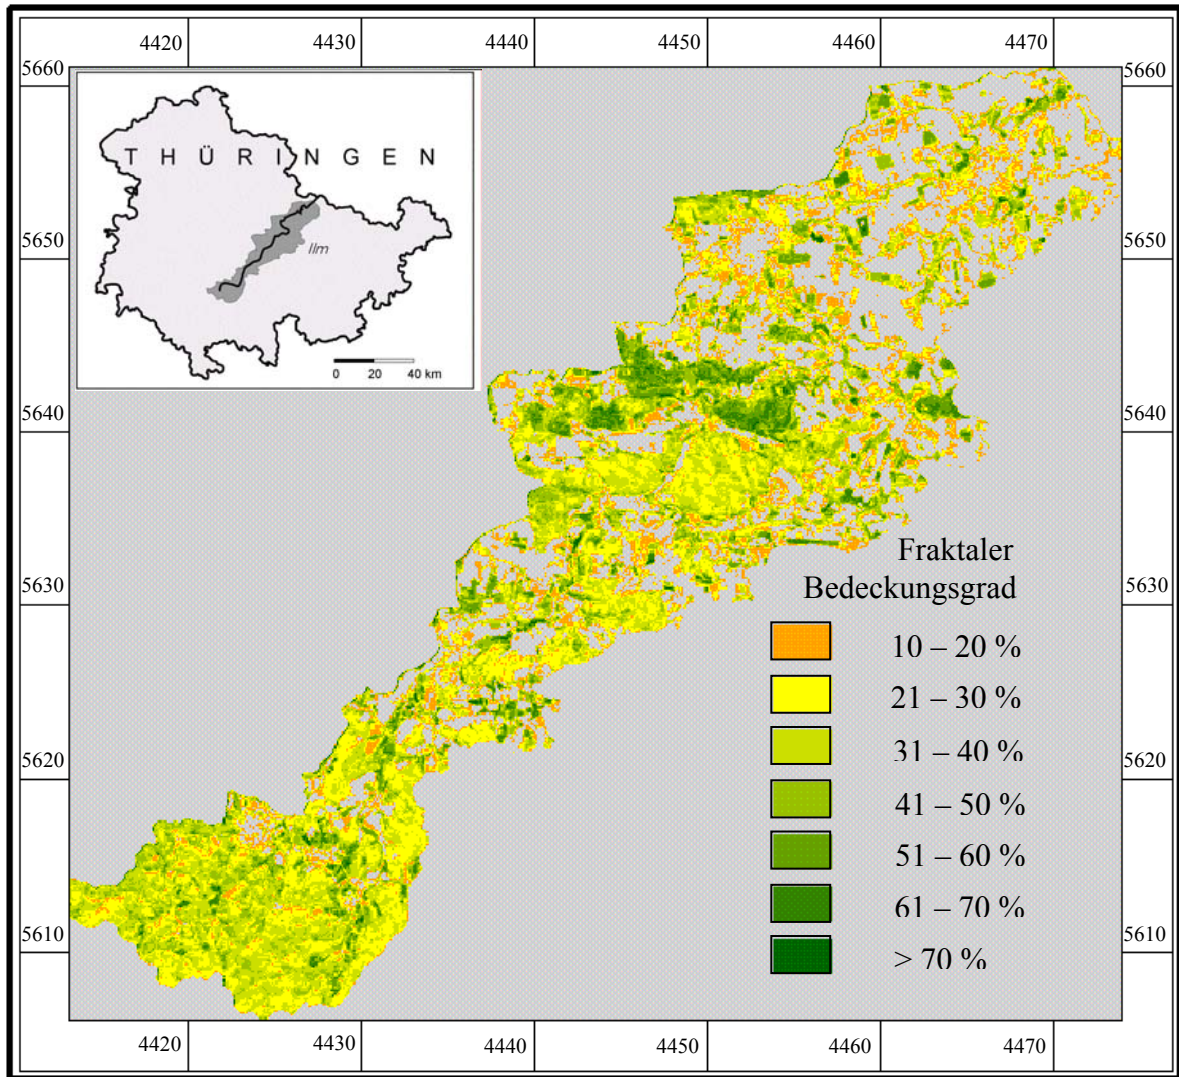 4420 4430 4440 4450 4460 4470
5660 5660
THÜRINGEN
Ilm
0 20 40 km
5650 5650
5640 5640
Fraktaler
Bedeckungsgrad
5630 5630
10 – 20 %
21 – 30 %
31 – 40 %
5620 5620
41 – 50 %
51 – 60 %
61 – 70 %
5610 5610
> 70 %
4420 4430 4440 4450 4460 4470